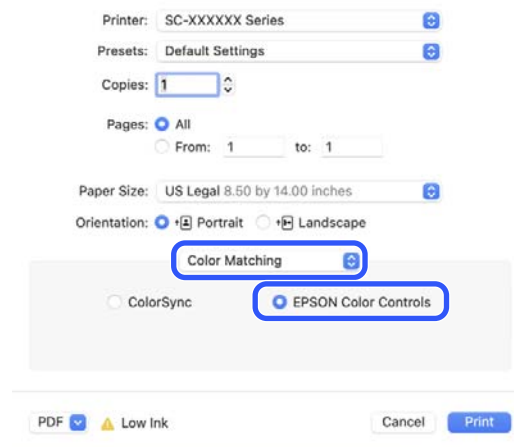 Printer: SC-XXXXXX Series
Presets: Default Settings
Copies: 1
Pages: All
From: 1 to: 1
Paper Size: US Legal 8.50 by 14.00 inches
Orientation: Portrait Landscape
Color Matching
ColorSync EPSON Color Controls
PDF Low Ink Cancel Print